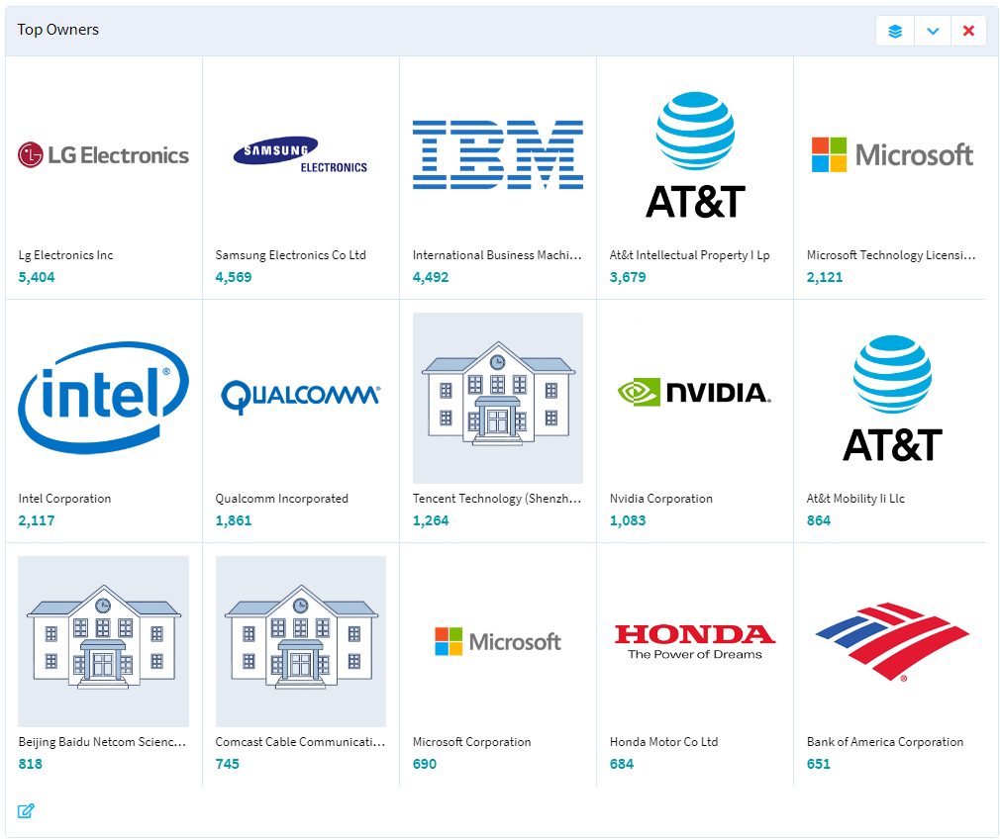 Top Owners
LG Electronics
SAMSUNG
ELECTRONICS
IBM
AT&T
Microsoft
Lg Electronics Inc
Samsung Electronics Co Ltd
International Business Machi...
At&t Intellectual Property I Lp
Microsoft Technology Licensi...
5,404
4,569
4,492
3,679
2,121
intel®
QUALCOMM®
NVIDIA.
AT&T
Intel Corporation
Qualcomm Incorporated
Tencent Technology (Shenzh...
Nvidia Corporation
At&t Mobility Ii Llc
2,117
1,861
1,264
1,083
864
Microsoft
HONDA
The Power of Dreams
®
Beijing Baidu Netcom Scienc...
Comcast Cable Communicati...
Microsoft Corporation
Honda Motor Co Ltd
Bank of America Corporation
818
745
690
684
651